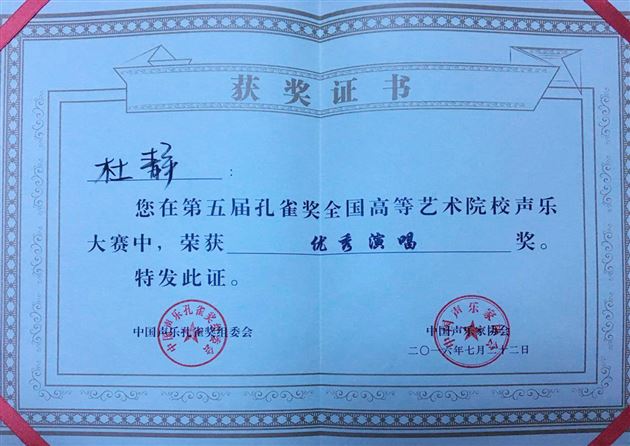 获奖证书
杜静:
您在第五届孔雀奖全国高等艺术院校声乐
大赛中,荣获 优秀演唱 奖。
特发此证。
中国声乐孔雀奖组委会
中国声乐家协会
二〇一六年七月二十二日